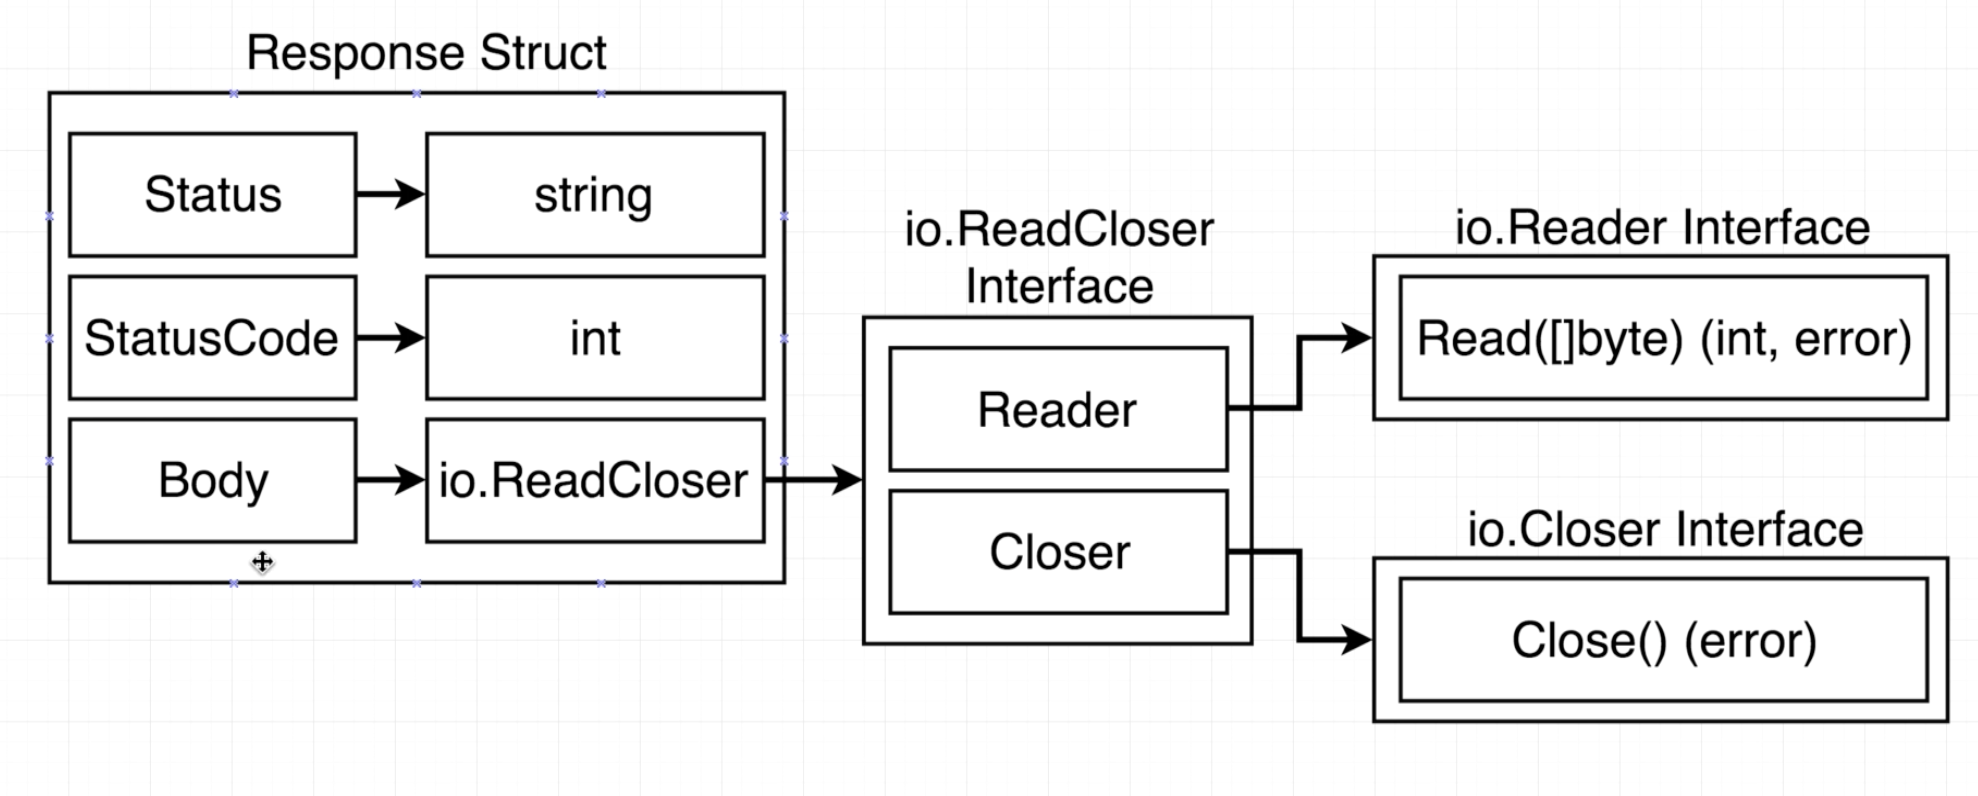 Response Struct
Status
string
StatusCode
int
Body
io.ReadCloser
io.ReadCloser
Interface
Reader
Closer
io.Reader Interface
Read([]byte) (int, error)
io.Closer Interface
Close() (error)